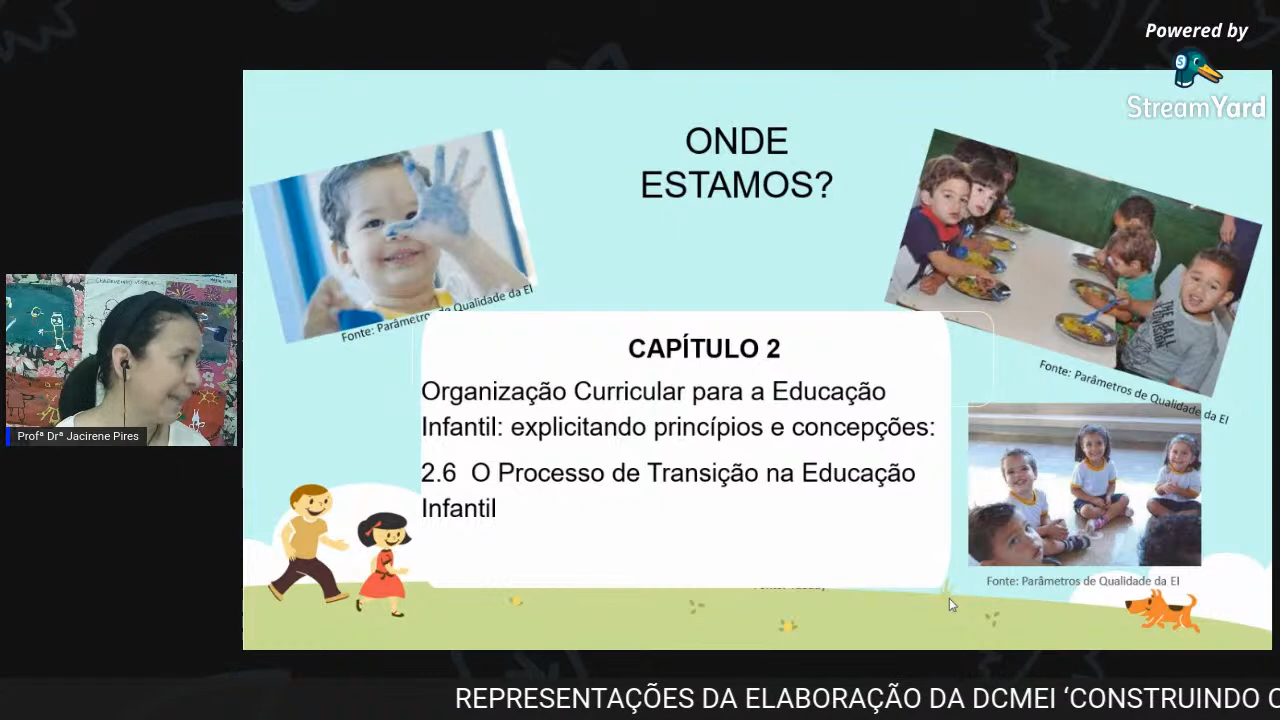 Powered by
StreamYard
ONDE
ESTAMOS?
Fonte: Parâmetros de Qualidade da EI
Fonte: Parâmetros de Qualidade da EI
CAPÍTULO 2
Organização Curricular para a Educação
Infantil: explicitando princípios e concepções:
2.6 O Processo de Transição na Educação
Infantil
Fonte: Parâmetros de Qualidade da EI
THE BALL
Profª Drª Jacirene Pires
REPRESENTAÇÕES DA ELABORAÇÃO DA DCMEI ‘CONSTRUINDO